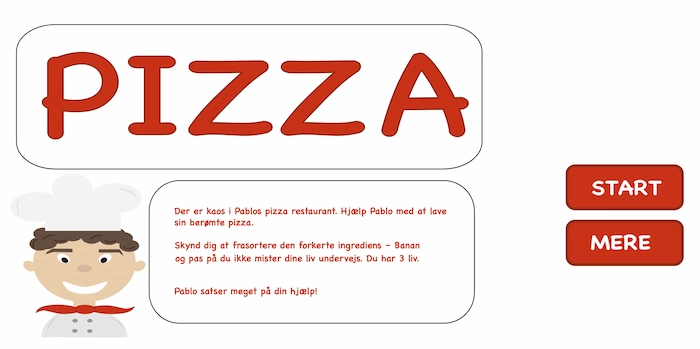 PIZZA
Der er kaos i Pablos pizza restaurant. Hjælp Pablo med at lave
sin berømte pizza.
Skynd dig at frasortere den forkerte ingrediens – Banan
og pas på du ikke mister dine liv undervejs. Du har 3 liv.
Pablo satser meget på din hjælp!
START
MERE